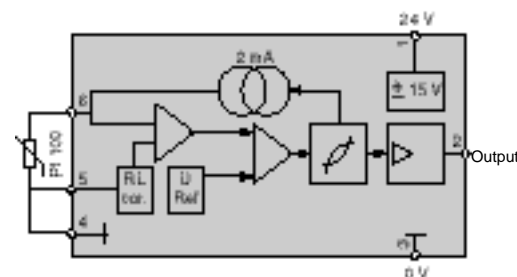 24 V
1
2 mA
6
± 15 V
Pt 100
2
Output
5
RL
cor.
U
Ref
4
3
0 V